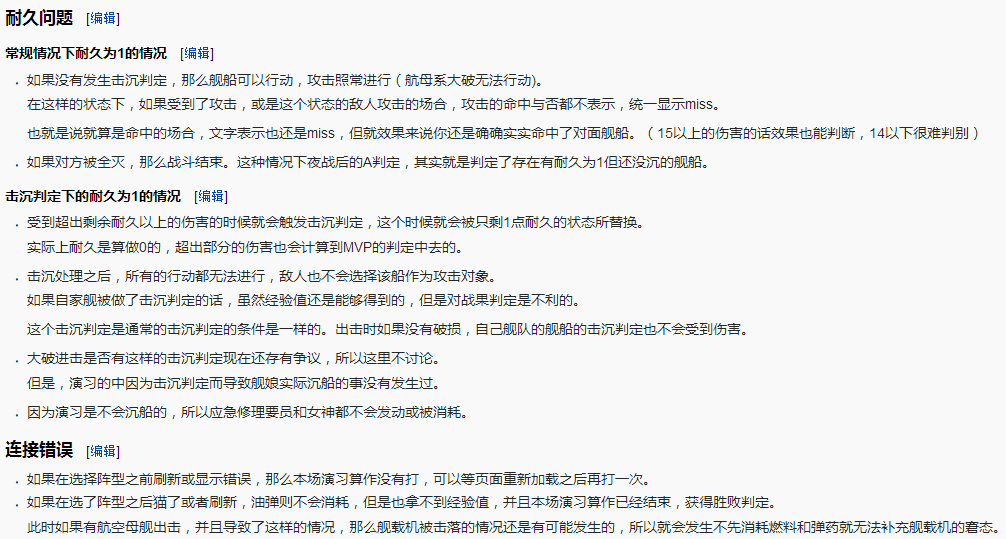 耐久问题 [编辑]
常规情况下耐久为1的情况 [编辑]
如果没有发生击沉判定，那么舰船可以行动，攻击照常进行（航母系大破无法行动)。
在这样的状态下，如果受到了攻击，或是这个状态的敌人攻击的场合，攻击的命中与否都不表示，统一显示miss。
也就是说就算是命中的场合，文字表示也还是miss，但就效果来说你还是确确实实命中了对面舰船。（15以上的伤害的话效果也能判断，14以下很难判别）
如果对方被全灭，那么战斗结束。这种情况下夜战后的A判定，其实就是判定了存在有耐久为1但还没沉的舰船。
击沉判定下的耐久为1的情况 [编辑]
受到超出剩余耐久以上的伤害的时候就会触发击沉判定，这个时候就会被只剩1点耐久的状态所替换。
实际上耐久是算做0的，超出部分的伤害也会计算到MVP的判定中去的。
击沉处理之后，所有的行动都无法进行，敌人也不会选择该船作为攻击对象。
如果自家舰被做了击沉判定的话，虽然经验值还是能够得到的，但是对战果判定是不利的。
这个击沉判定是通常的击沉判定的条件是一样的。出击时如果没有破损，自己舰队的舰船的击沉判定也不会受到伤害。
大破进击是否有这样的击沉判定现在还存有争议，所以这里不讨论。
但是，演习的中因为击沉判定而导致舰娘实际沉船的事没有发生过。
因为演习是不会沉船的，所以应急修理要员和女神都不会发动或被消耗。
连接错误 [编辑]
如果在选择阵型之前刷新或显示错误，那么本场演习算作没有打，可以等页面重新加载之后再打一次。
如果在选了阵型之后猫了或者刷新，油弹则不会消耗，但是也拿不到经验值，并且本场演习算作已经结束，获得胜败判定。
此时如果有航空母舰出击，并且导致了这样的情况，那么舰载机被击落的情况还是有可能发生的，所以就会发生不先消耗燃料和弹药就无法补充舰载机的窘态。